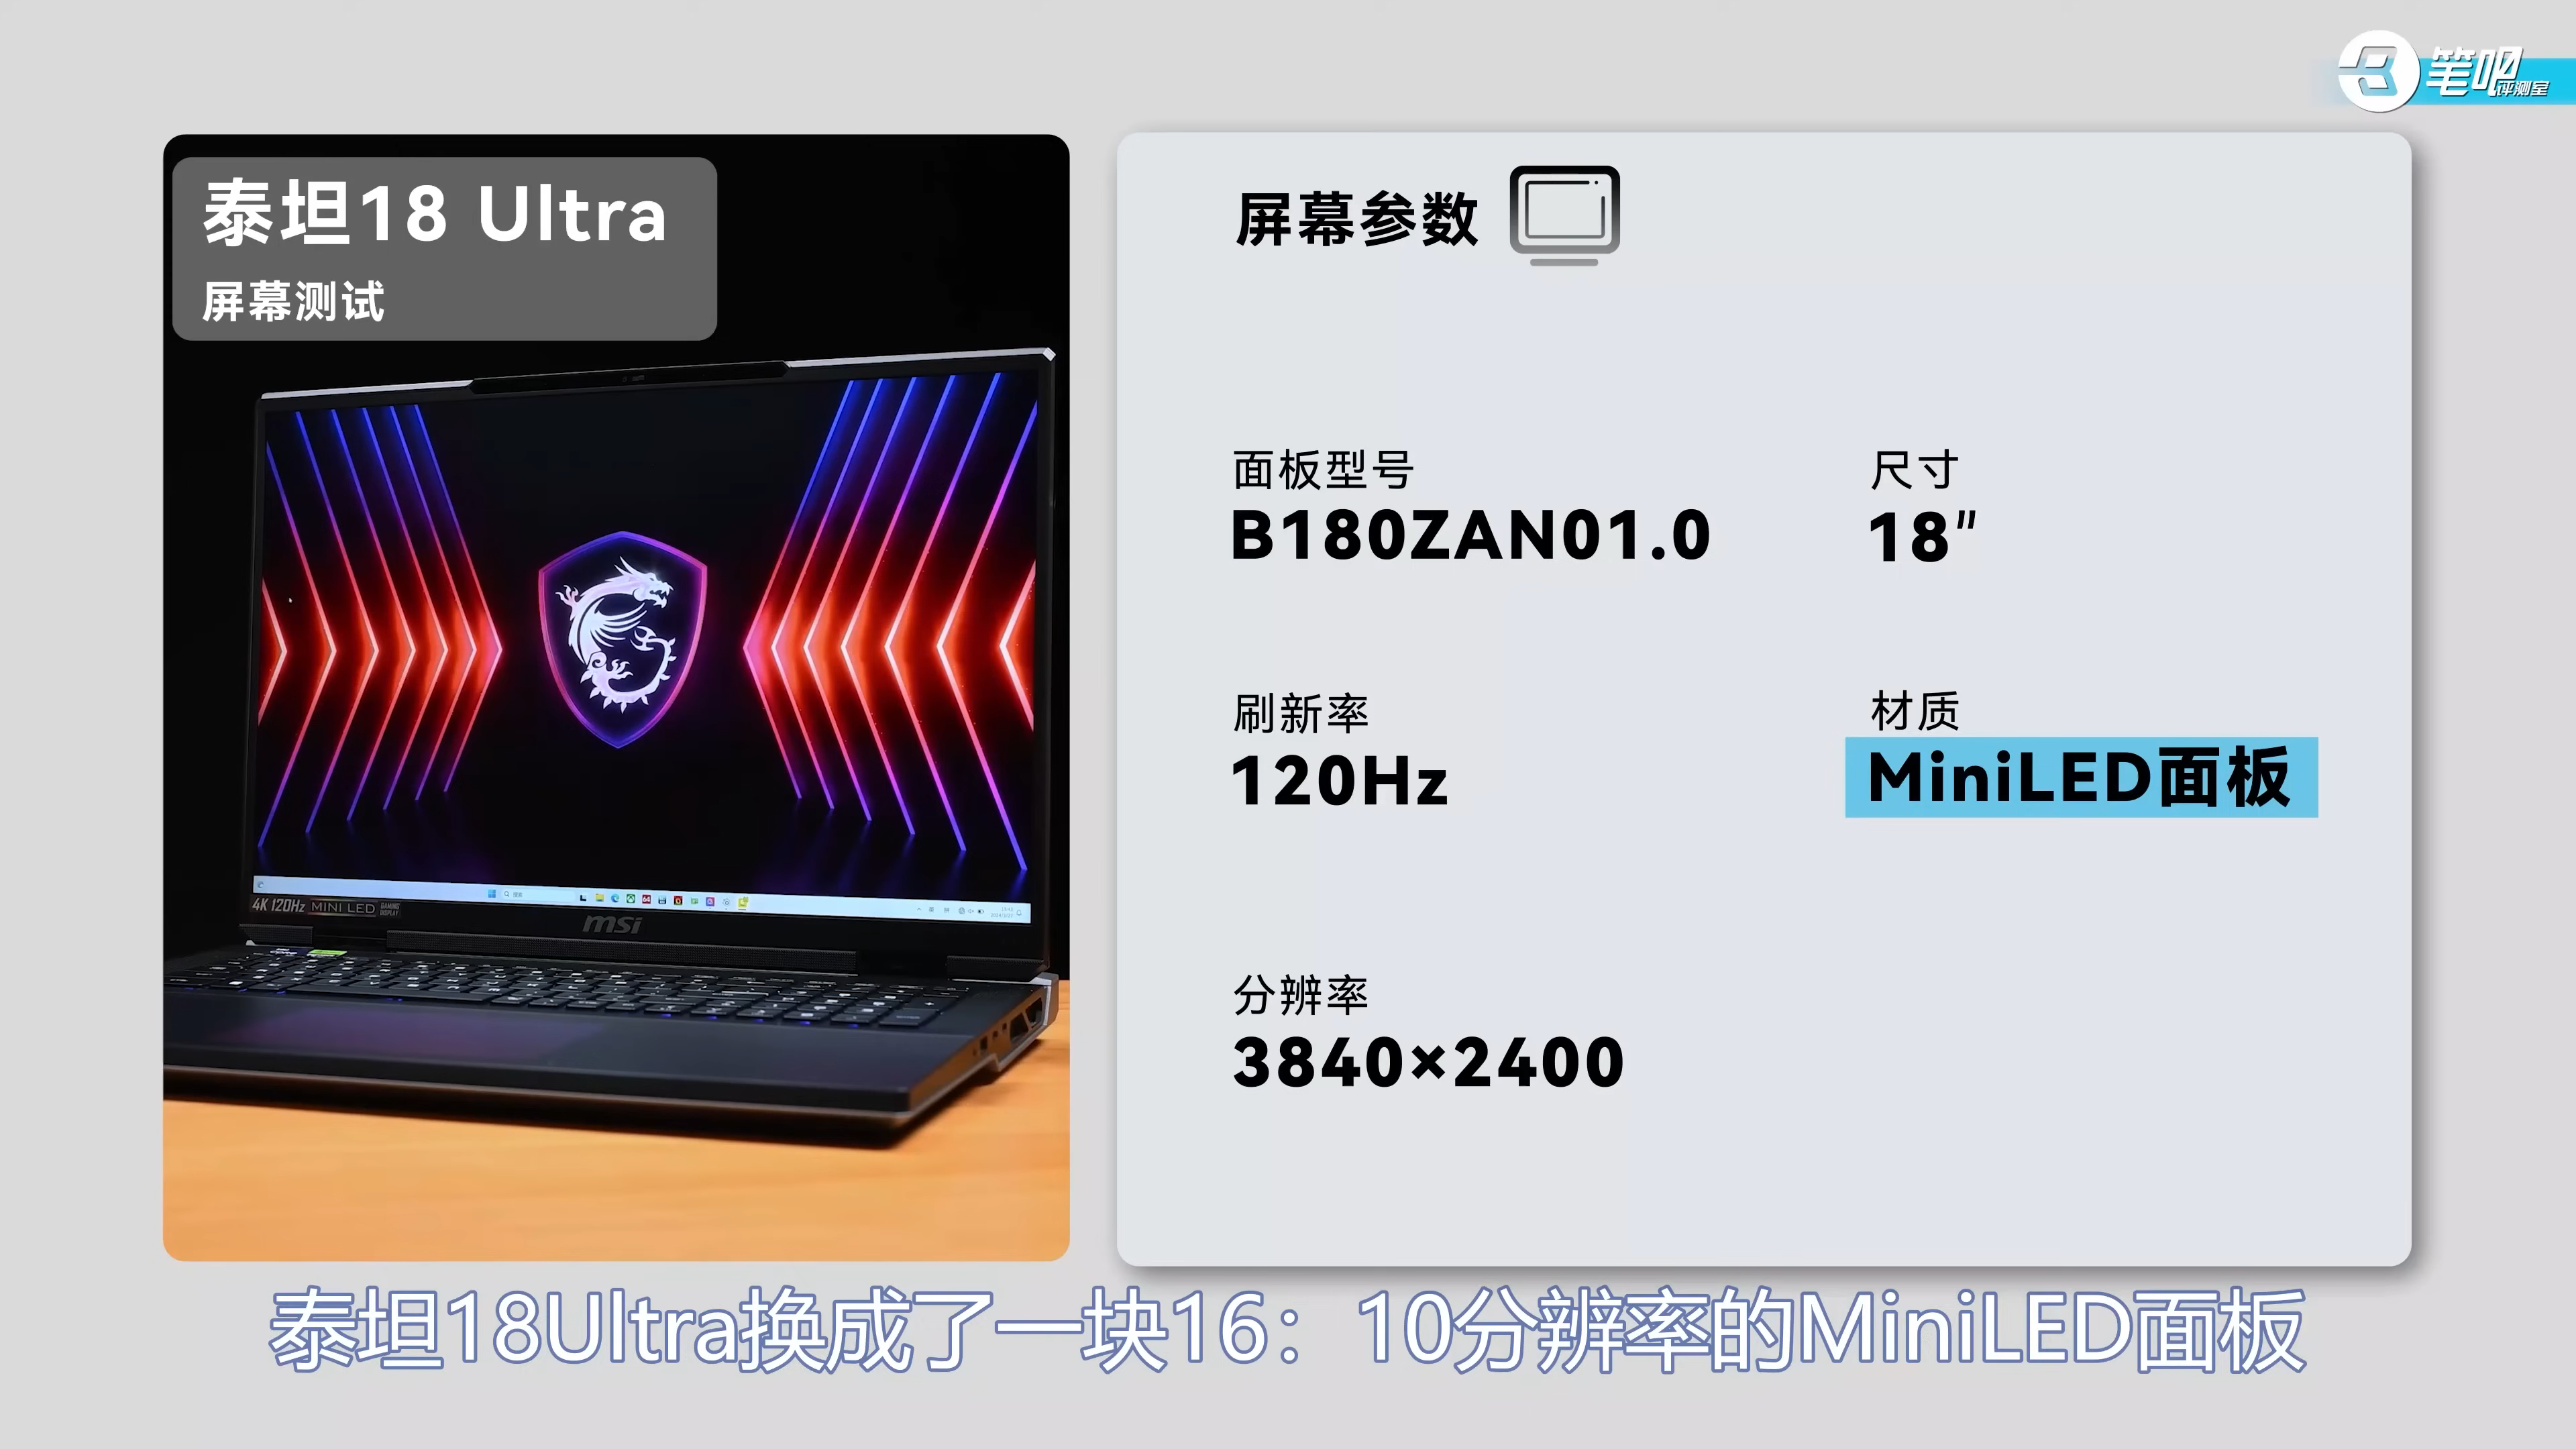 笔吧评测室
泰坦18 Ultra
屏幕测试
屏幕参数
面板型号
B180ZAN01.0
尺寸
18"
刷新率
120Hz
材质
MiniLED面板
分辨率
3840×2400
4K 120Hz MINI LED GAMING DISPLAY
msi
泰坦18Ultra换成了一块16：10分辨率的MiniLED面板